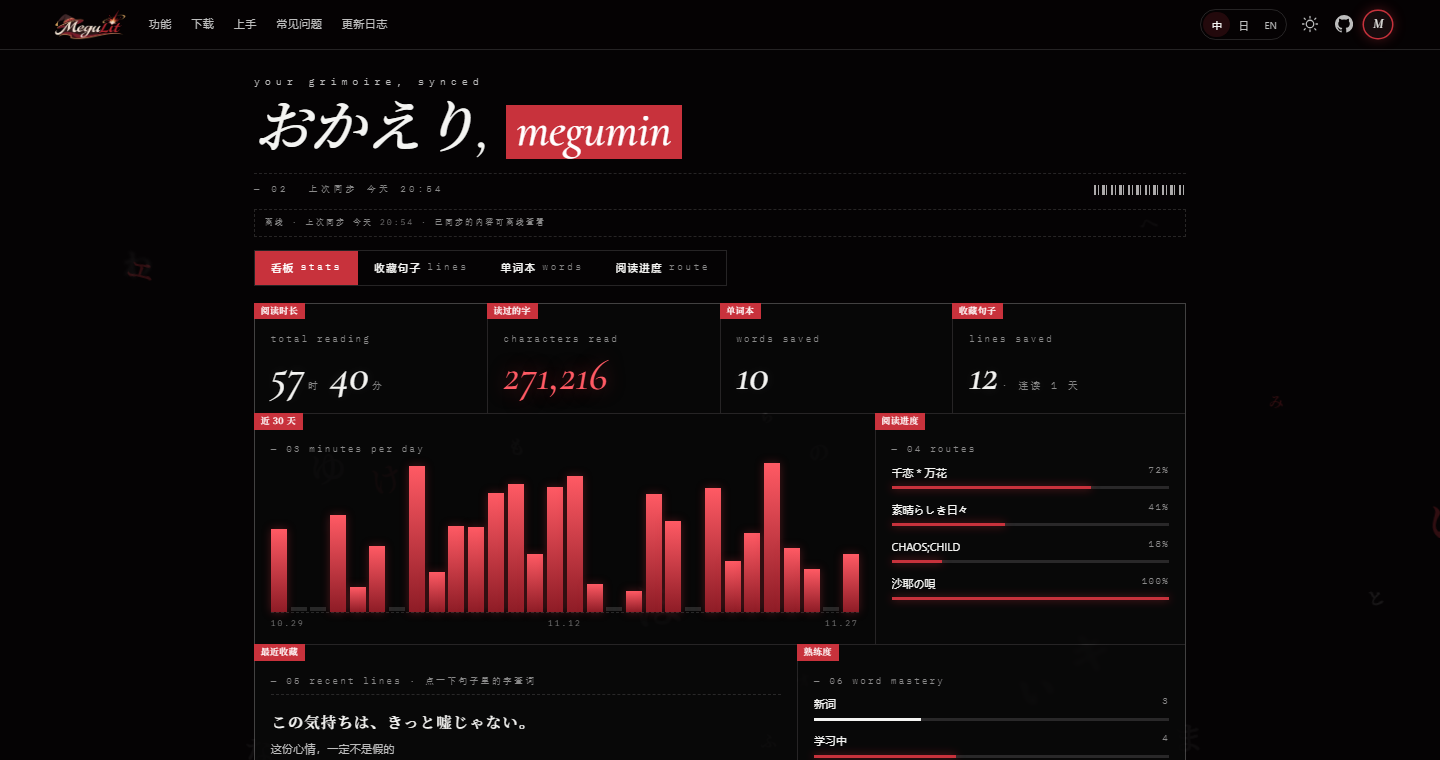 MeguLit 功能 下载 上手 常见问题 更新日志 中 日 EN M
your grimoire, synced
おかえり, megumin
— 02 上次同步 今天 20:54
离线 · 上次同步 今天 20:54 · 已同步的内容可离线查看
看板 stats 收藏句子 lines 单词本 words 阅读进度 route
阅读时长 读过的字 单词本 收藏句子
total reading characters read words saved lines saved
57 时 40 分 271,216 10 12 · 连读 1 天
近 30 天
— 03 minutes per day
10.29 11.12 11.27
阅读进度
— 04 routes
千恋＊万花 72%
素晴らしき日々 41%
CHAOS;CHILD 18%
沙耶の唄 100%
最近收藏
— 05 recent lines · 点一下句子里的字查词
この気持ちは、きっと嘘じゃない。
这份心情，一定不是假的
熟练度
— 06 word mastery
新词 3
学习中 4